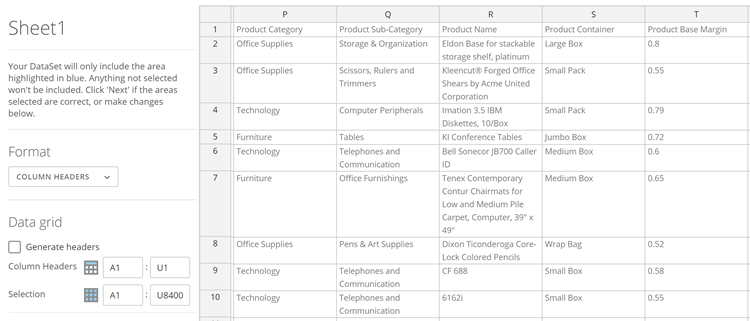 Sheet1
Your DataSet will only include the area
highlighted in blue. Anything not selected
won't be included. Click 'Next' if the areas
selected are correct, or make changes
below.
Format
COLUMN HEADERS
Data grid
Generate headers
Column Headers A1 : U1
Selection A1 : U8400
P Q R S T
1 Product Category Product Sub-Category Product Name Product Container Product Base Margin
2 Office Supplies Storage & Organization Eldon Base for stackable Large Box 0.8
storage shelf, platinum
3 Office Supplies Scissors, Rulers and Kleencut® Forged Office Small Pack 0.55
Trimmers Shears by Acme United
Corporation
4 Technology Computer Peripherals Imation 3.5 IBM Small Pack 0.79
Diskettes, 10/Box
5 Furniture Tables KI Conference Tables Jumbo Box 0.72
6 Technology Telephones and Bell Sonecor JB700 Caller Medium Box 0.6
Communication ID
7 Furniture Office Furnishings Tenex Contemporary Medium Box 0.65
Contur Chairmats for
Low and Medium Pile
Carpet, Computer, 39" x
49"
8 Office Supplies Pens & Art Supplies Dixon Ticonderoga Core- Wrap Bag 0.52
Lock Colored Pencils
9 Technology Telephones and CF 688 Small Box 0.58
Communication
10 Technology Telephones and 6162i Small Box 0.55
Communication